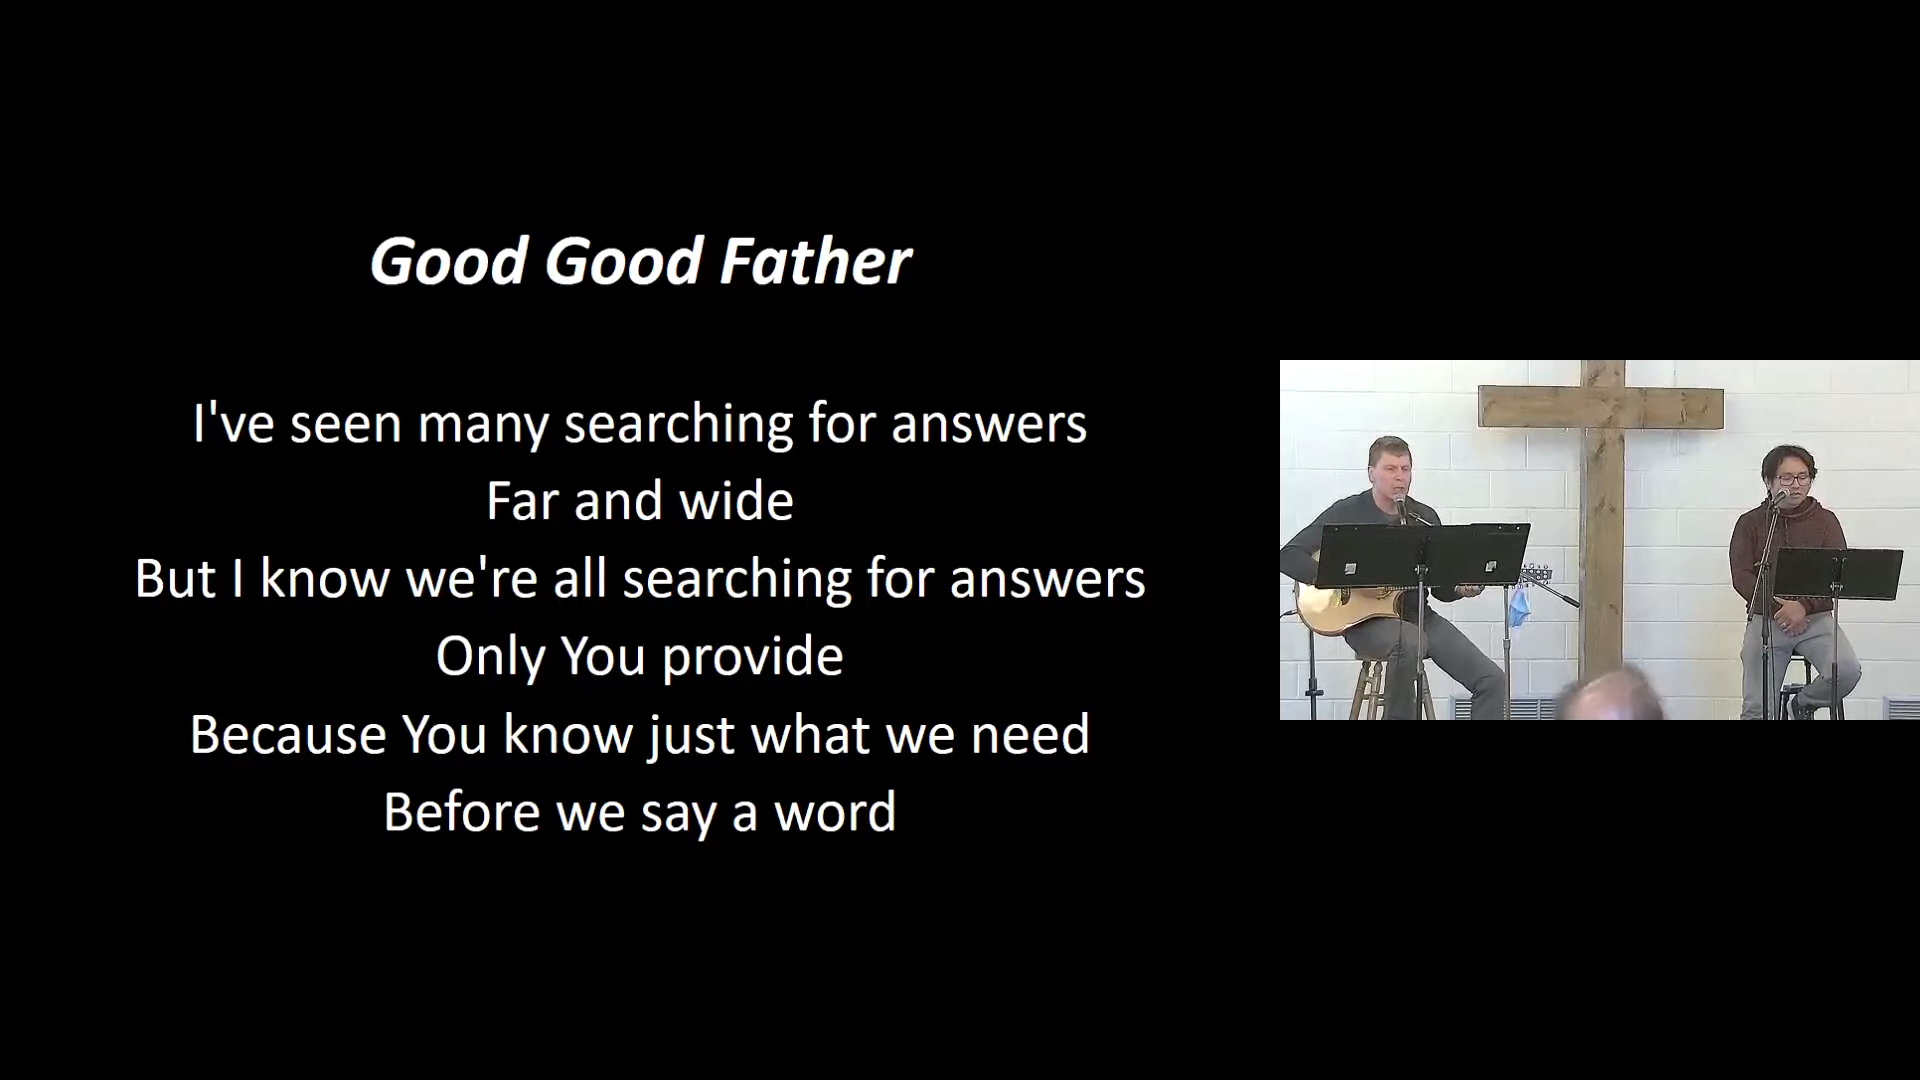 Good Good Father
I've seen many searching for answers
Far and wide
But I know we're all searching for answers
Only You provide
Because You know just what we need
Before we say a word